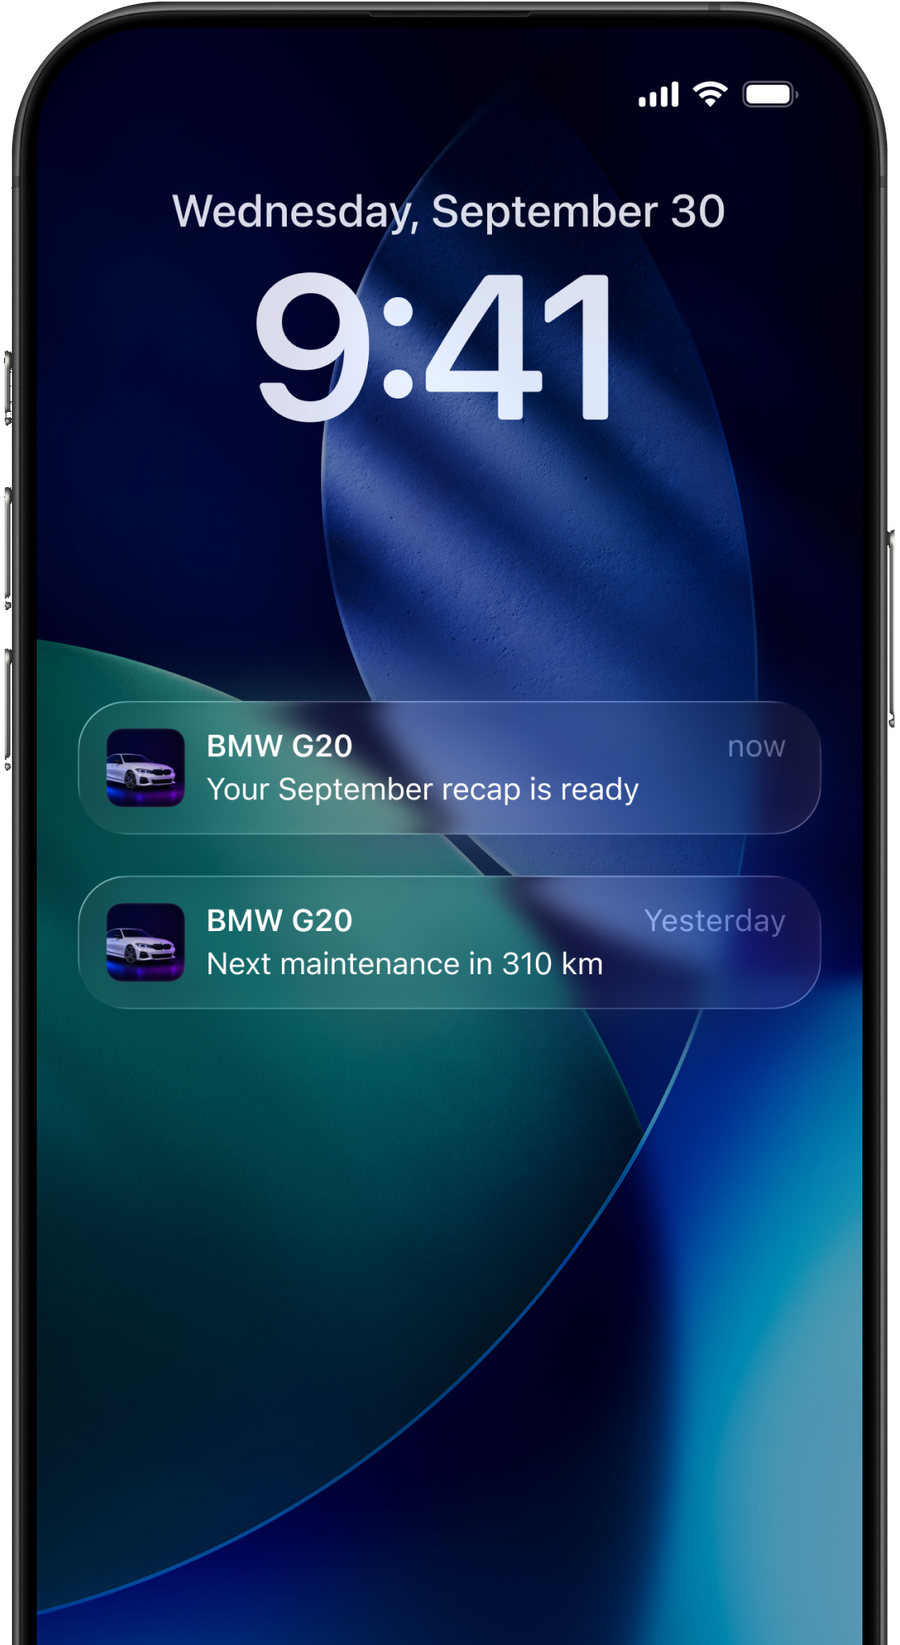 Wednesday, September 30
9:41
BMW G20
now
Your September recap is ready
BMW G20
Yesterday
Next maintenance in 310 km